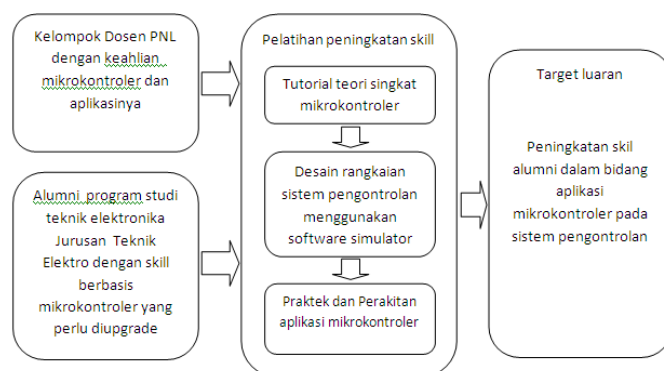 Kelompok Dosen PNL
dengan keahlian
mikrokontroler dan
aplikasinya
Alumni program studi
teknik elektronika
Jurusan Teknik
Elektro dengan skill
berbasis
mikrokontroler yang
perlu diupgrade
Pelatihan peningkatan skill
Tutorial teori singkat
mikrokontroler
Desain rangkaian
sistem pengontrolan
menggunakan
software simulator
Praktek dan Perakitan
aplikasi mikrokontroler
Target luaran
Peningkatan skil
alumni dalam bidang
aplikasi
mikrokontroler pada
sistem pengontrolan